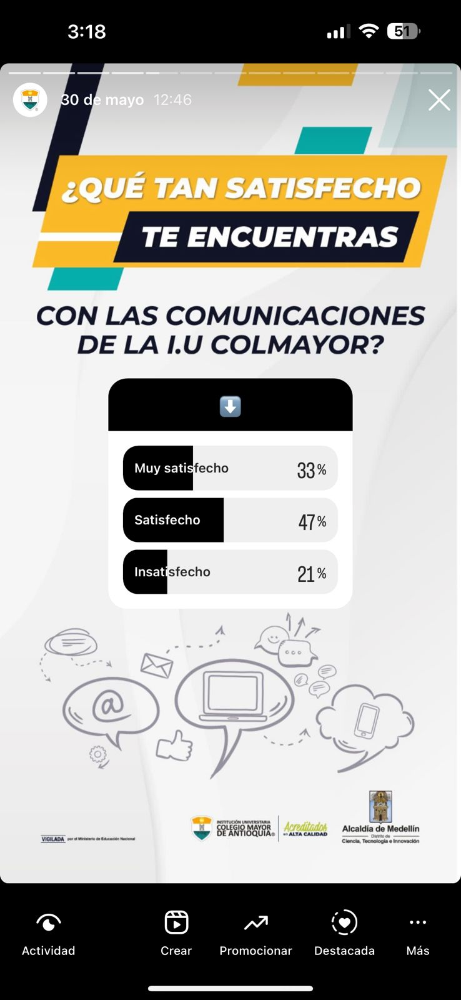 3:18
51
30 de mayo 12:46
¿QUÉ TAN SATISFECHO
TE ENCUENTRAS
CON LAS COMUNICACIONES
DE LA I.U COLMAYOR?
Muy satisfecho 33%
Satisfecho 47%
Insatisfecho 21%
@
VIGILADA por el Ministerio de Educación Nacional
INSTITUCIÓN UNIVERSITARIA
COLEGIO MAYOR
DE ANTIOQUIA®
Acreditados
en ALTA CALIDAD
Alcaldía de Medellín
Distrito de
Ciencia, Tecnología e Innovación
Actividad
Crear
Promocionar
Destacada
Más